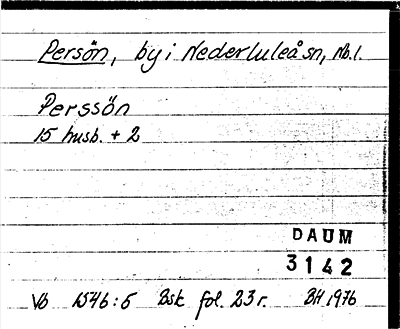 Persön, by i Nederluleå sn, Nb.l.
Perssön
15 husb. + 2
DAUM
3142
Vb 1546:5 Bsk fol. 23 r. BH 1976